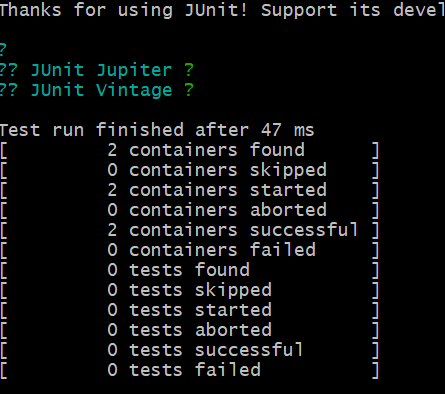 Thanks for using JUnit! Support its devel
?
?? JUnit Jupiter ?
?? JUnit Vintage ?
Test run finished after 47 ms
[         2 containers found      ]
[         0 containers skipped    ]
[         2 containers started    ]
[         0 containers aborted    ]
[         2 containers successful ]
[         0 containers failed     ]
[         0 tests found           ]
[         0 tests skipped         ]
[         0 tests started         ]
[         0 tests aborted         ]
[         0 tests successful      ]
[         0 tests failed          ]